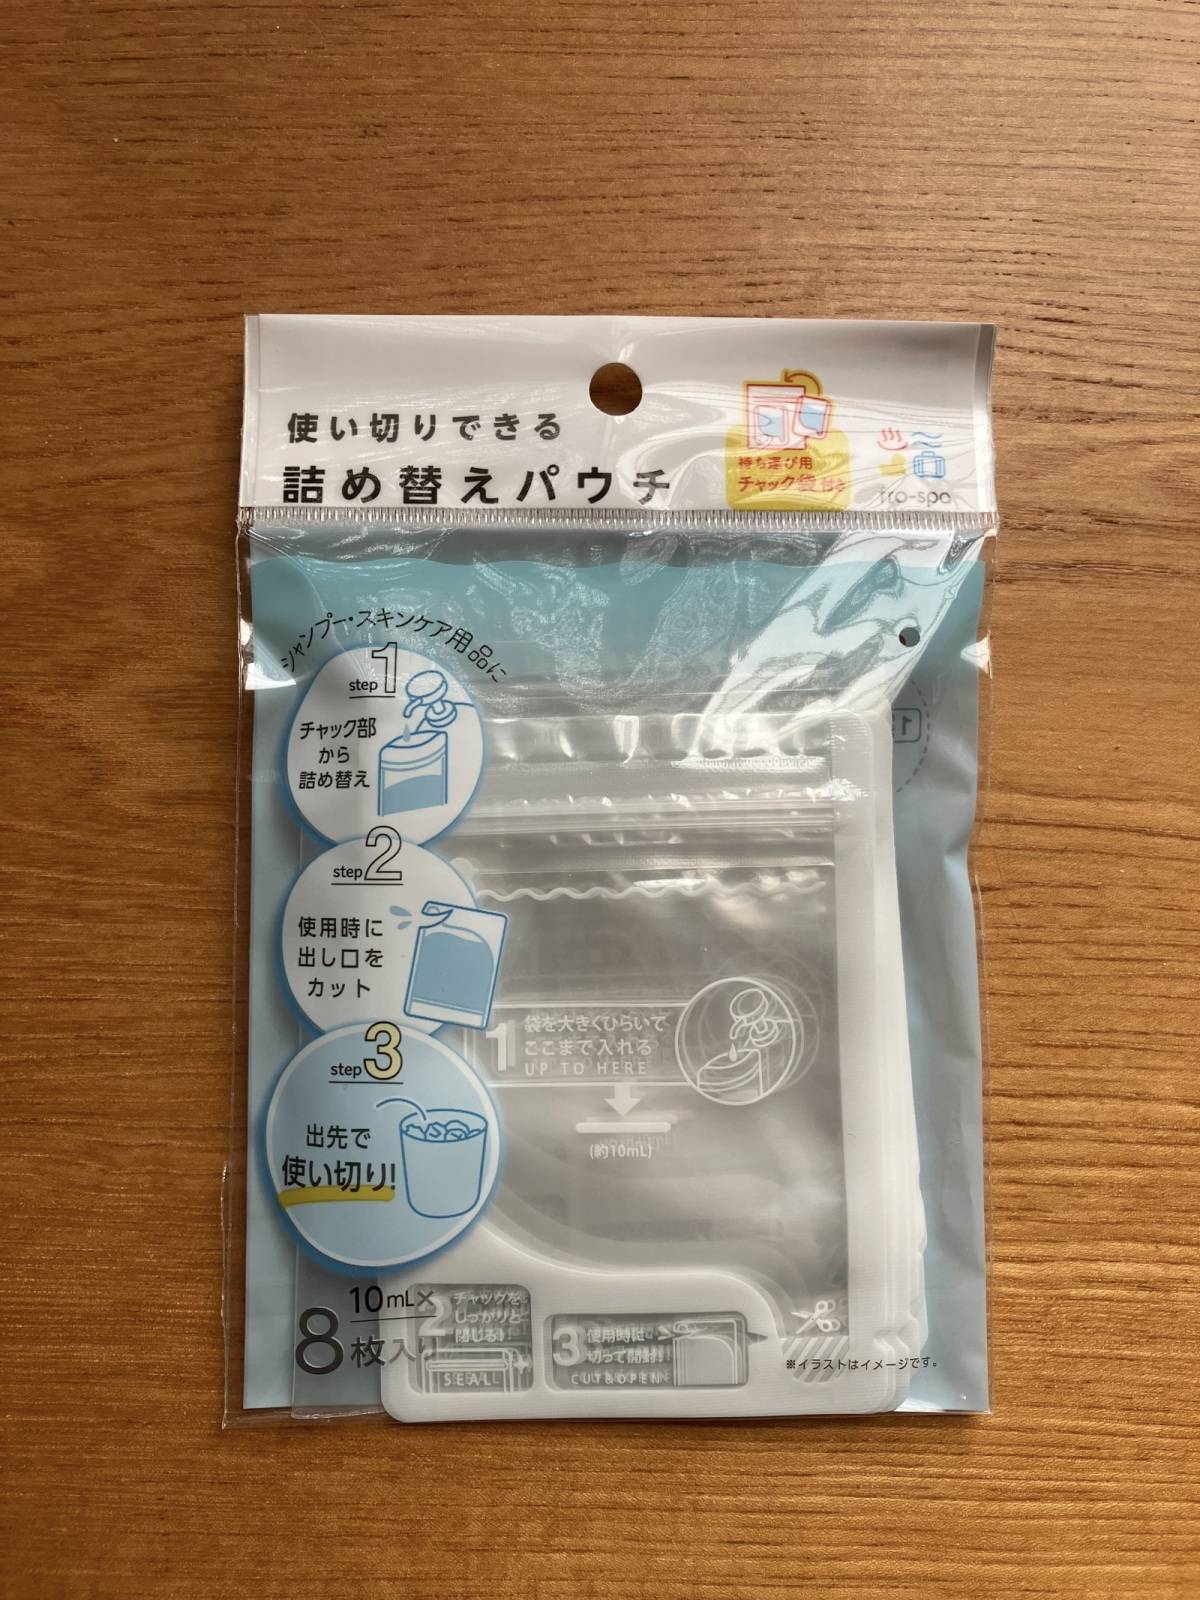 使い切りできる
詰め替えパウチ
持ち運び用
チャック袋付き
fro-spo
シャンプー・スキンケア用品に
step1
チャック部
から
詰め替え
step2
使用時に
出し口を
カット
step3
出先で
使い切り!
10mL×
8枚入り
1 袋を大きくひらいて
ここまで入れる
UP TO HERE
(約10mL)
2 チャックを
しっかりと
閉じる!
SEAL
3 使用時に
切って開封!
CUT&OPEN
※イラストはイメージです。